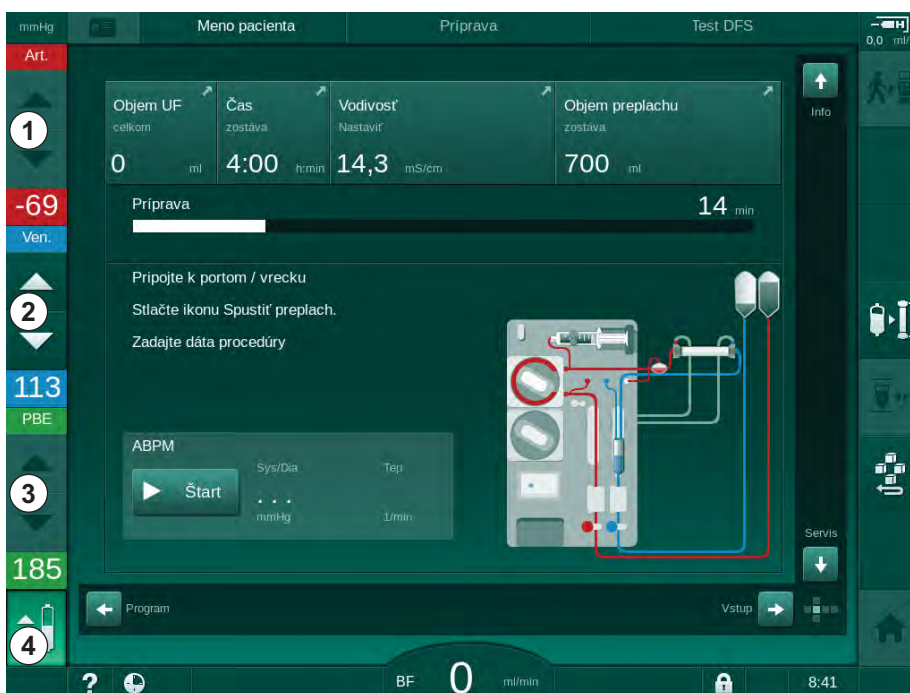 mmHg
Meno pacienta
Príprava
Test DFS
0,0 ml/
Art.
1
-69
Ven.
2
113
PBE
3
185
4
Objem UF
celkom
0 ml
Čas
zostáva
4:00 h:min
Vodivosť
Nastaviť
14,3 mS/cm
Objem preplachu
zostáva
700 ml
Info
Príprava
14 min
Pripojte k portom / vrecku
Stlačte ikonu Spustiť preplach.
Zadajte dáta procedúry
ABPM
Štart
Sys/Dia
Tep
. . .
mmHg
1/min
Servis
Program
Vstup
?
BF 0 ml/min
8:41